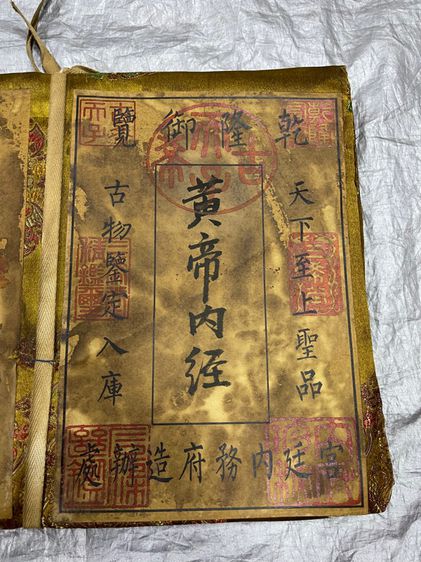 乾隆御覽
天下至上聖品
黃帝内经
古物鑒定入庫
宮廷内務府造辦處